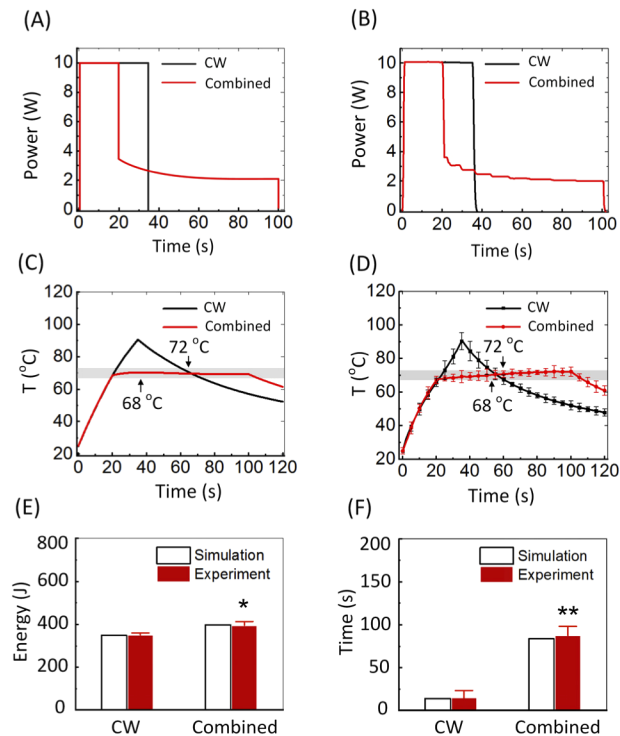 (A)
Power (W)
10
8
6
4
2
0
CW
Combined
0 20 40 60 80 100
Time (s)
(B)
Power (W)
10
8
6
4
2
0
CW
Combined
0 20 40 60 80 100
Time (s)
(C)
T (°C)
120
100
80
60
40
20
CW
Combined
72 °C
68 °C
0 20 40 60 80 100 120
Time (s)
(D)
T (°C)
120
100
80
60
40
20
CW
Combined
72 °C
68 °C
0 20 40 60 80 100 120
Time (s)
(E)
Energy (J)
800
600
400
200
0
Simulation
Experiment
*
CW Combined
(F)
Time (s)
200
150
100
50
0
Simulation
Experiment
**
CW Combined